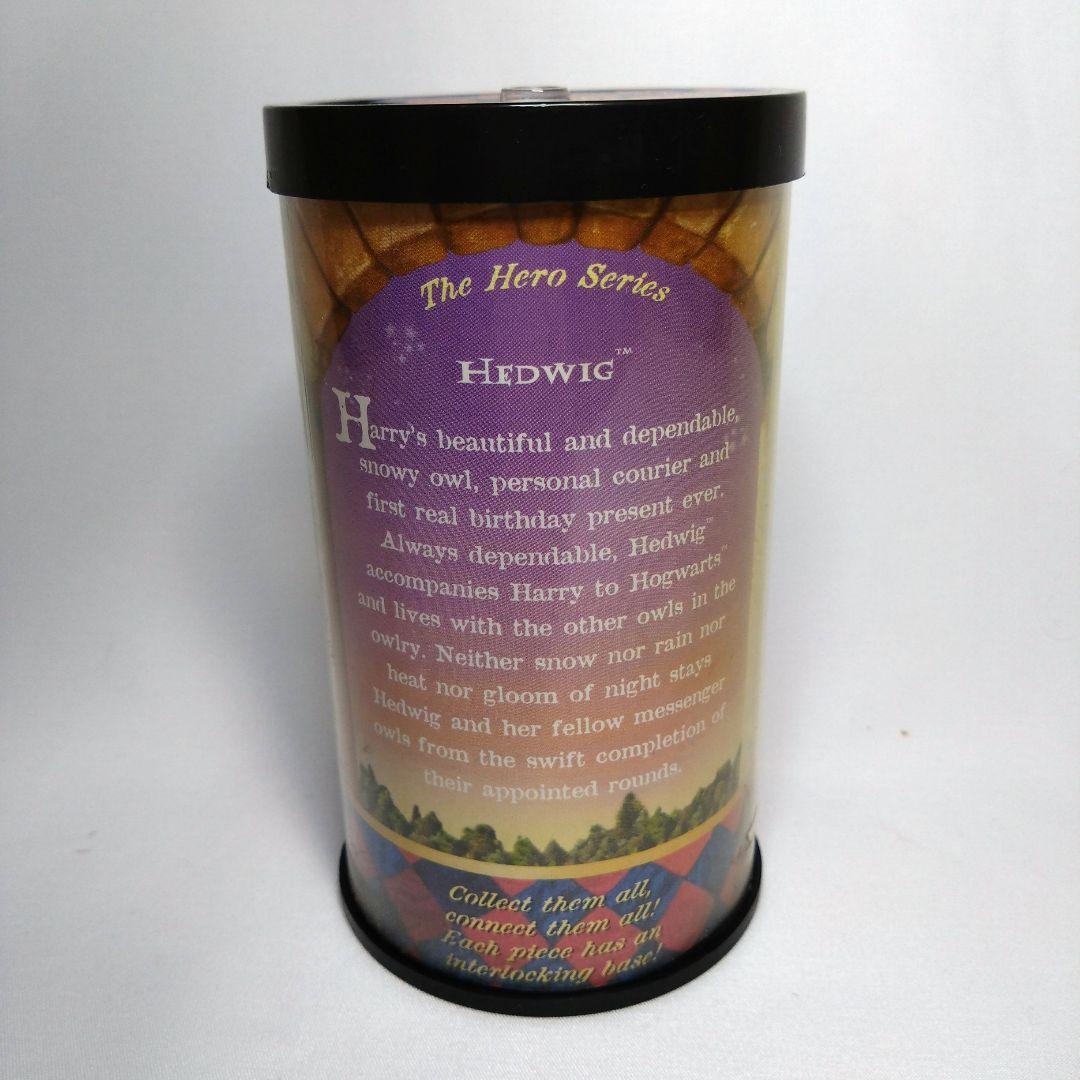 The Hero Series
HEDWIG™
Harry's beautiful and dependable,
snowy owl, personal courier and
first real birthday present ever.
Always dependable, Hedwig™
accompanies Harry to Hogwarts™
and lives with the other owls in the
owlry. Neither snow nor rain nor
heat nor gloom of night stays
Hedwig and her fellow messenger
owls from the swift completion of
their appointed rounds.
Collect them all,
connect them all!
Each piece has an
interlocking base!